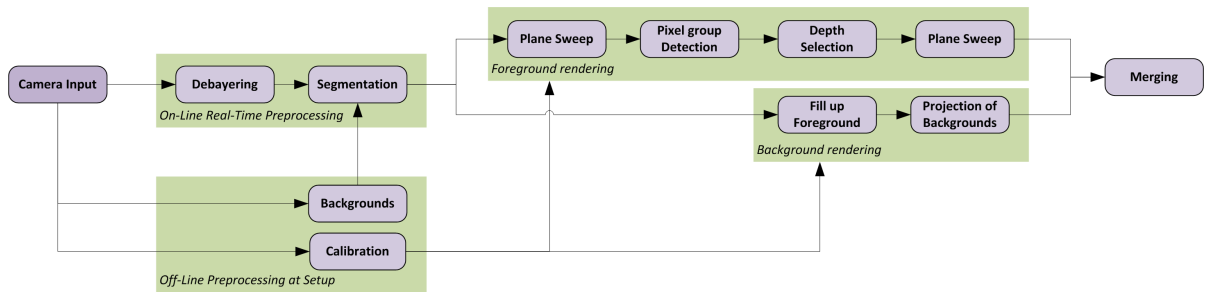 Camera Input
Debayering
Segmentation
On-Line Real-Time Preprocessing
Backgrounds
Calibration
Off-Line Preprocessing at Setup
Plane Sweep
Pixel group
Detection
Depth
Selection
Plane Sweep
Foreground rendering
Fill up
Foreground
Projection of
Backgrounds
Background rendering
Merging